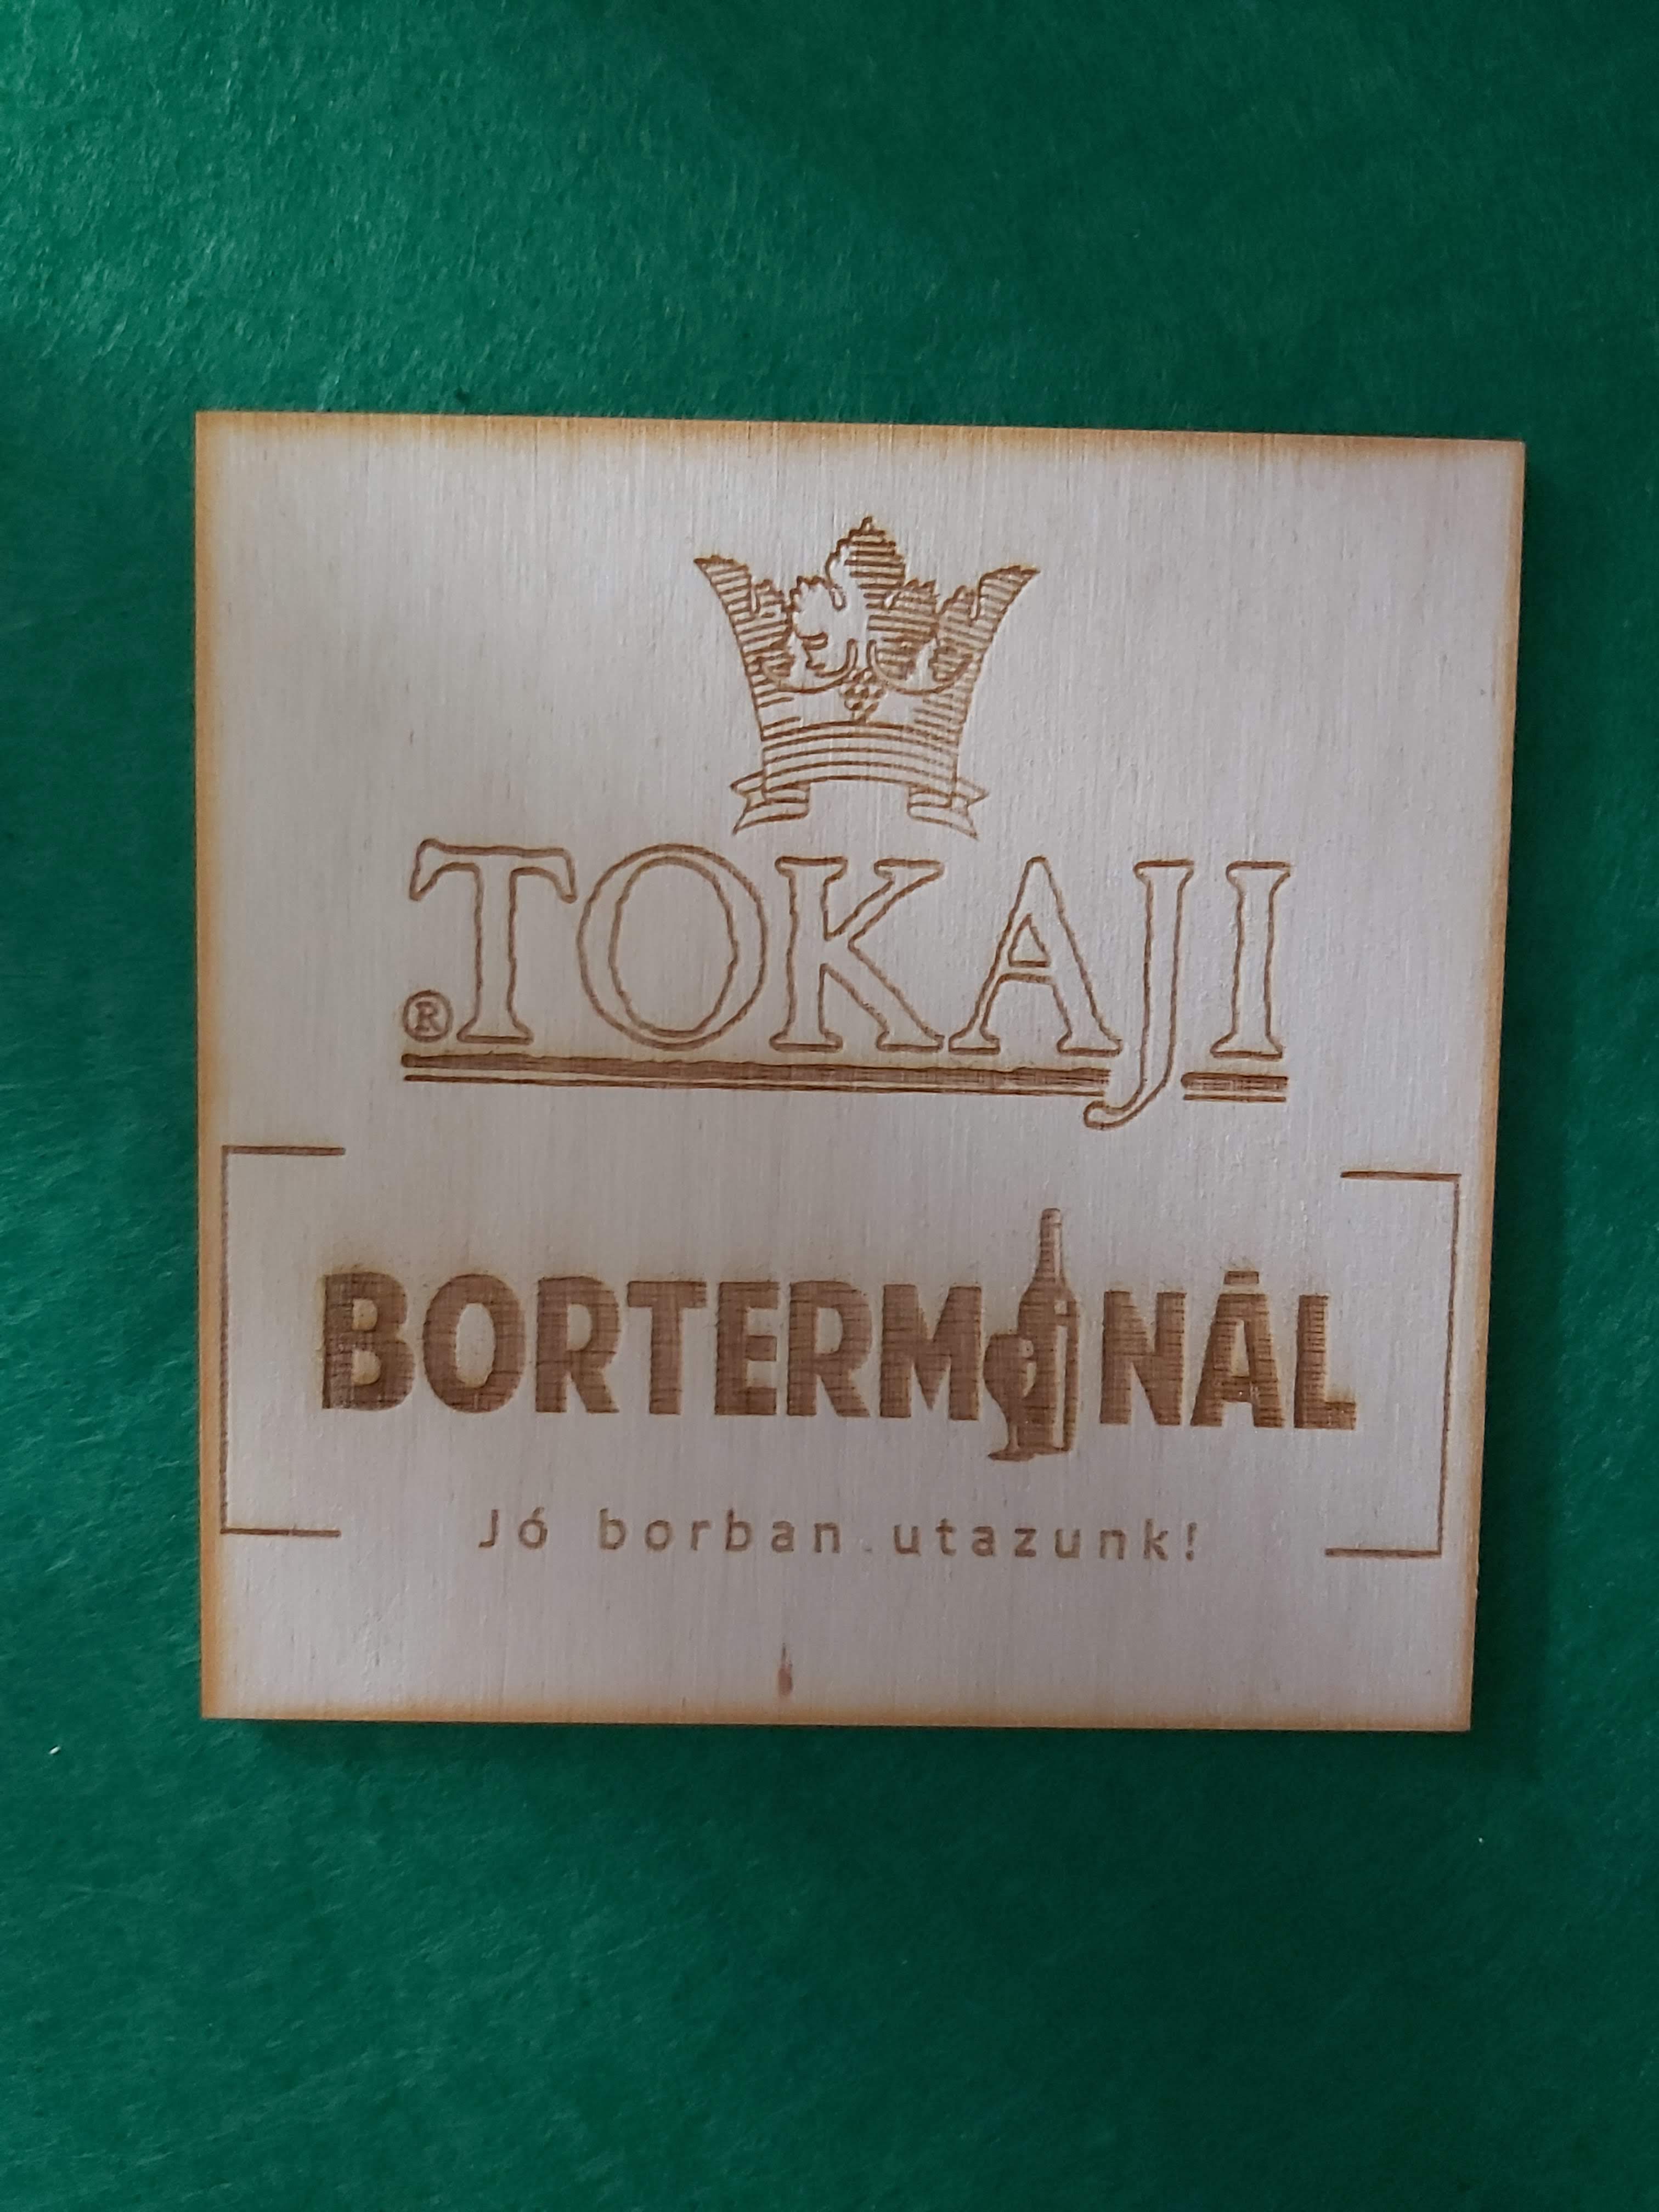 ®TOKAJI
BORTERMINÁL
Jó borban utazunk!